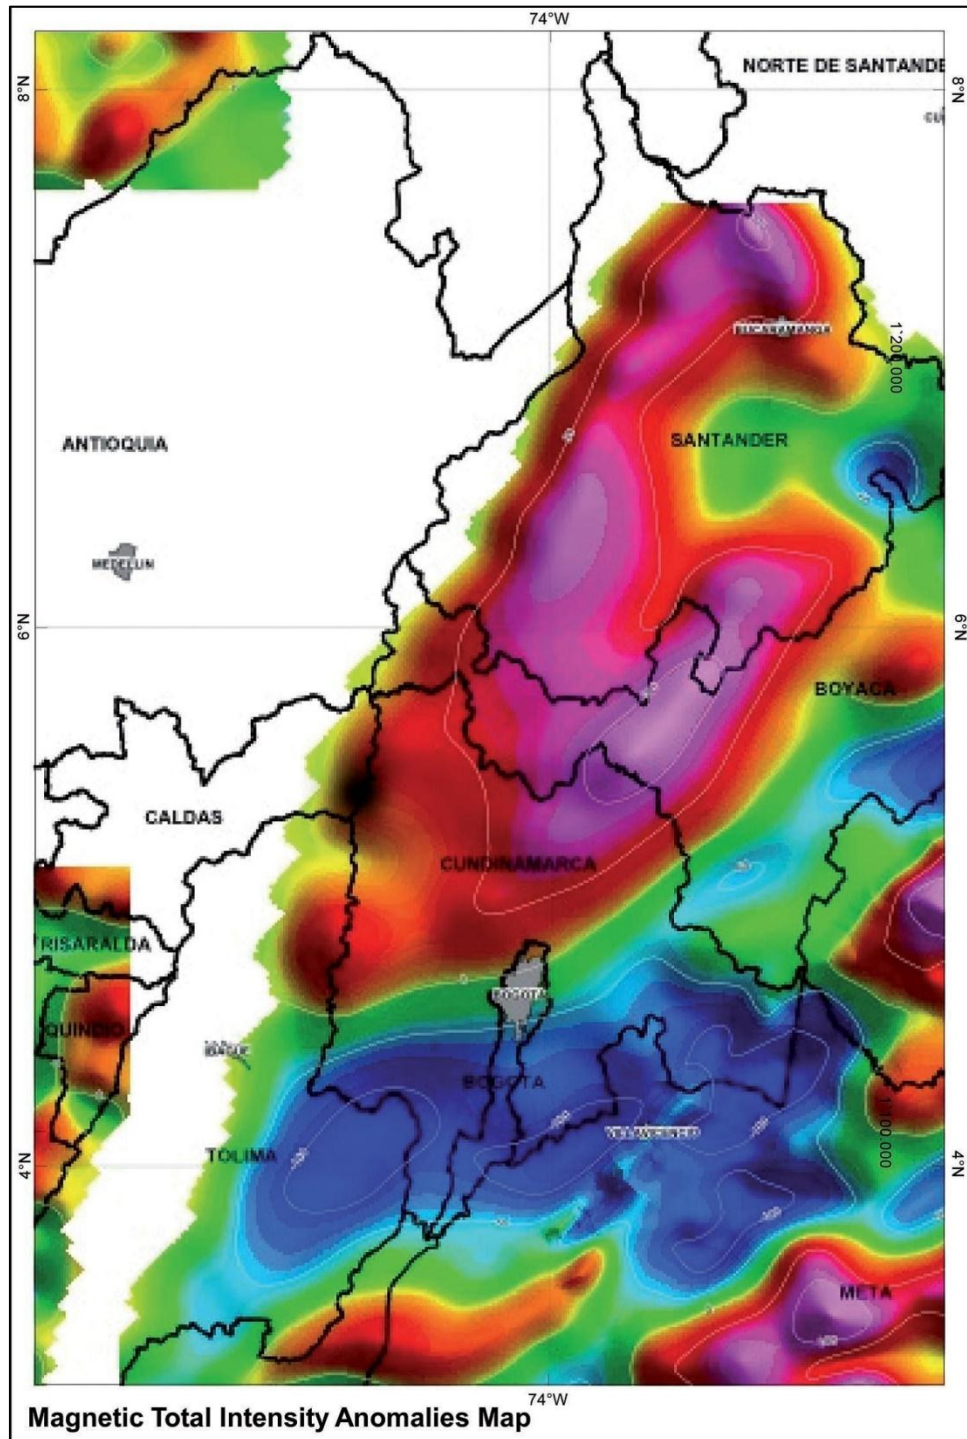 74°W
NORTE DE SANTANDE
8°N
8°N
CU
BUCARAMANGA
1'200,000
ANTIOQUIA
SANTANDER
MEDELLIN
6°N
6°N
BOYACA
CALDAS
CUNDINAMARCA
RISARALDA
BOGOTA
QUINDIO
IBAGUE
BOGOTA
1'100,000
VILLAVICENCIO
TOLIMA
4°N
4°N
META
74°W
Magnetic Total Intensity Anomalies Map